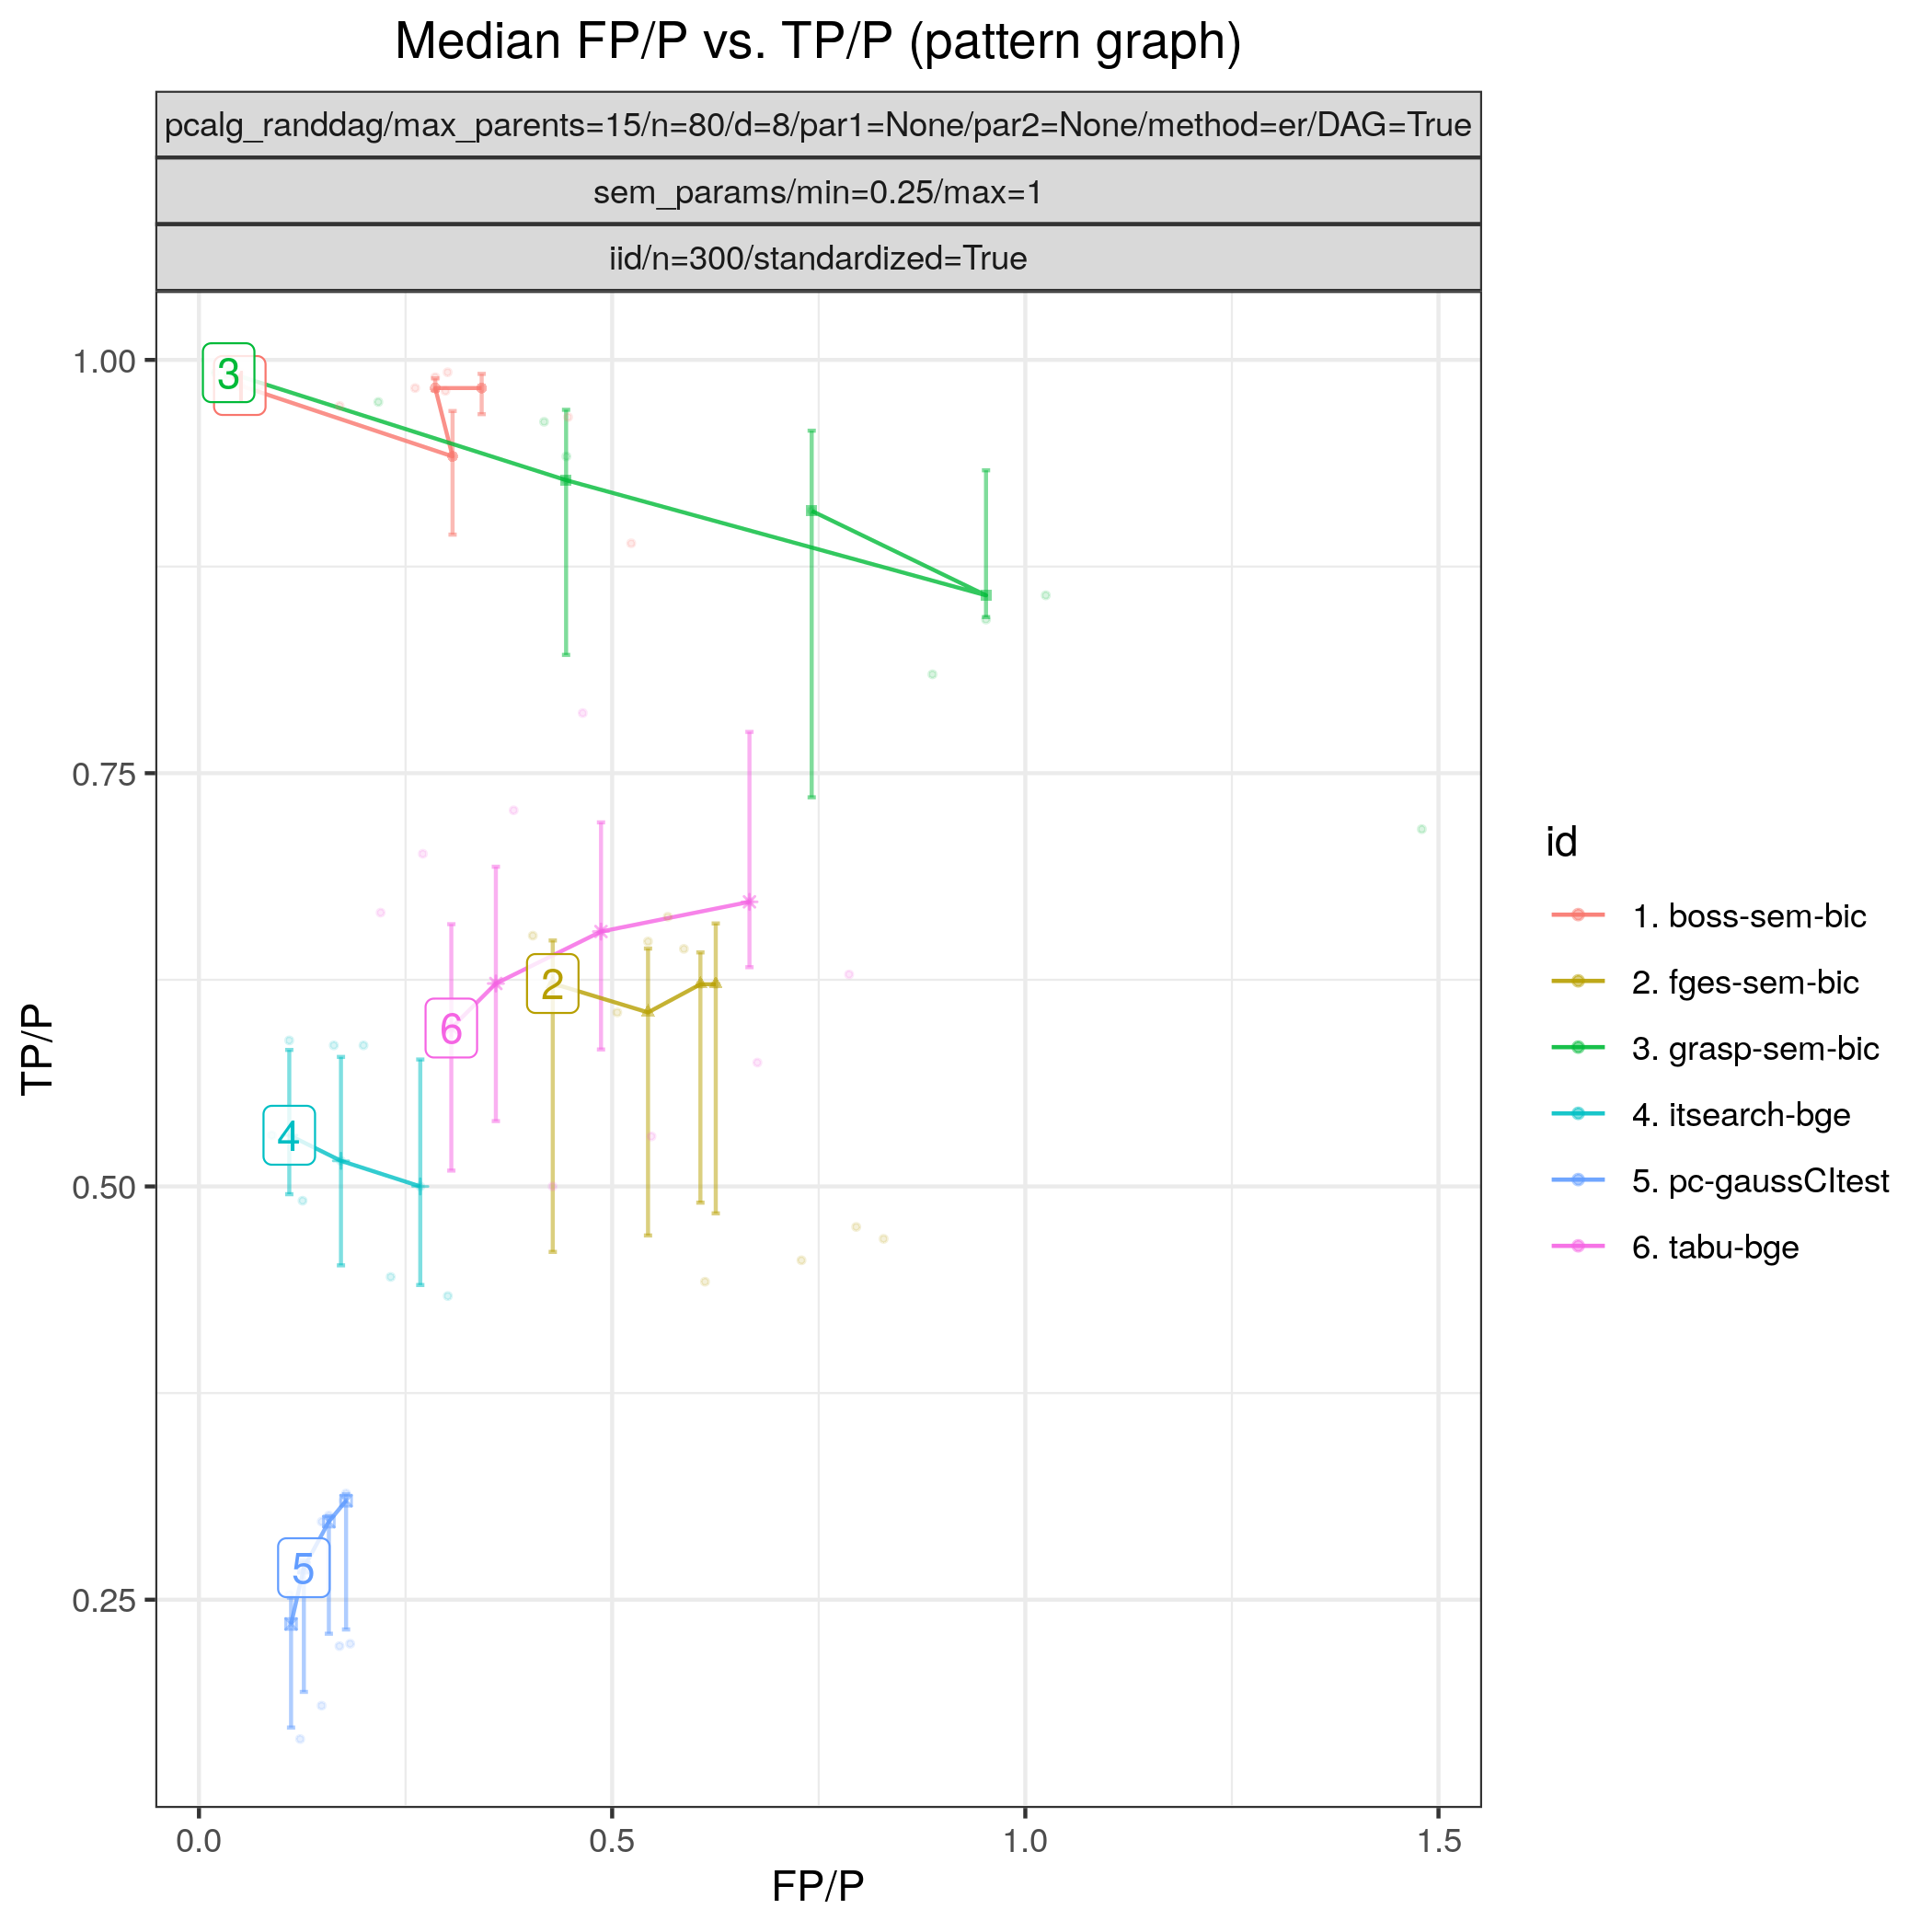 Median FP/P vs. TP/P (pattern graph)
pcalg_randdag/max_parents=15/n=80/d=8/par1=None/par2=None/method=er/DAG=True
sem_params/min=0.25/max=1
iid/n=300/standardized=True
1.00
0.75
0.50
0.25
TP/P
3
2
6
4
5
0.0
0.5
1.0
1.5
FP/P
id
1. boss-sem-bic
2. fges-sem-bic
3. grasp-sem-bic
4. itsearch-bge
5. pc-gaussCItest
6. tabu-bge